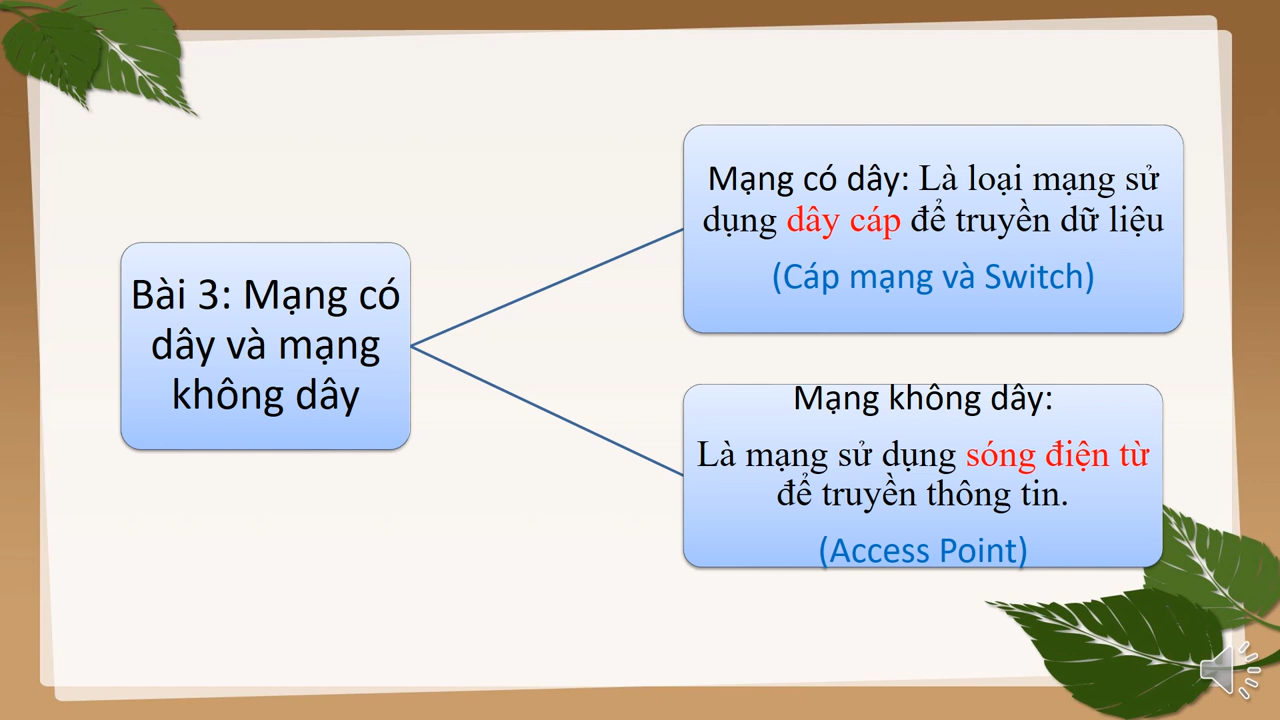 Bài 3: Mạng có
dây và mạng
không dây
Mạng có dây: Là loại mạng sử
dụng dây cáp để truyền dữ liệu
(Cáp mạng và Switch)
Mạng không dây:
Là mạng sử dụng sóng điện từ
để truyền thông tin.
(Access Point)